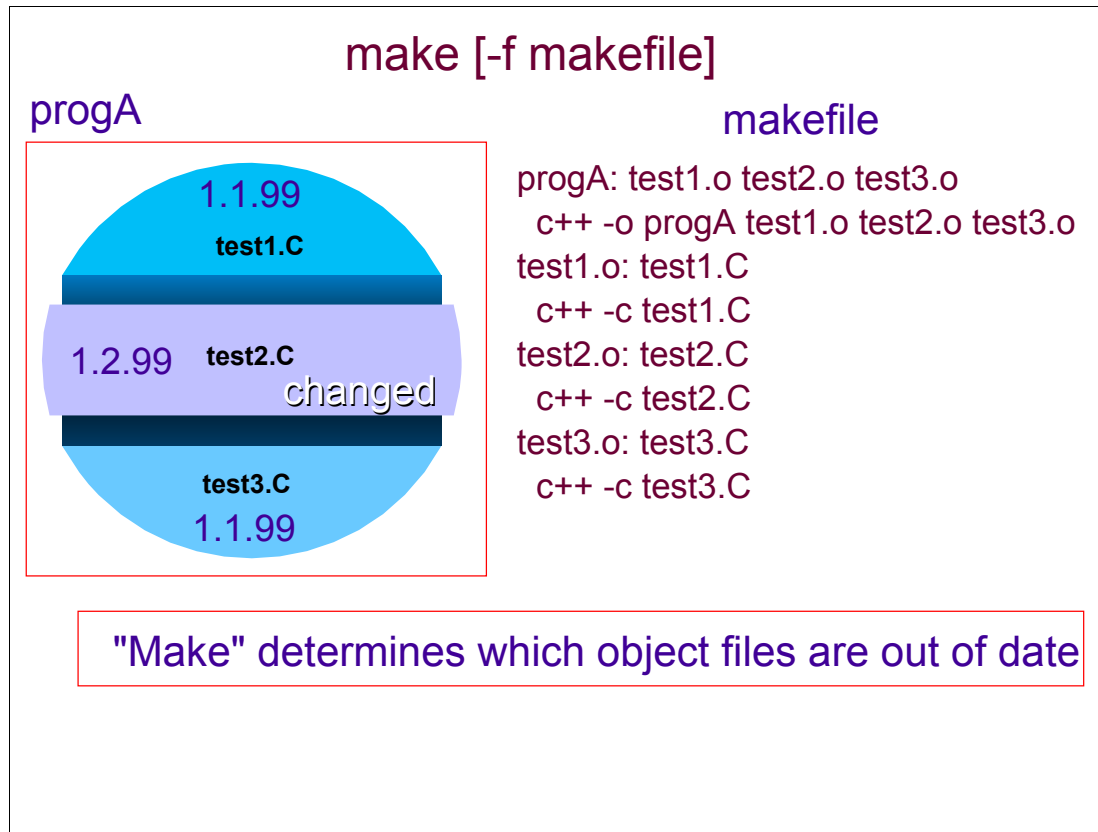 make [-f makefile]
progA
1.1.99
test1.C
1.2.99 test2.C
changed
test3.C
1.1.99
makefile
progA: test1.o test2.o test3.o
c++ -o progA test1.o test2.o test3.o
test1.o: test1.C
c++ -c test1.C
test2.o: test2.C
c++ -c test2.C
test3.o: test3.C
c++ -c test3.C
"Make" determines which object files are out of date